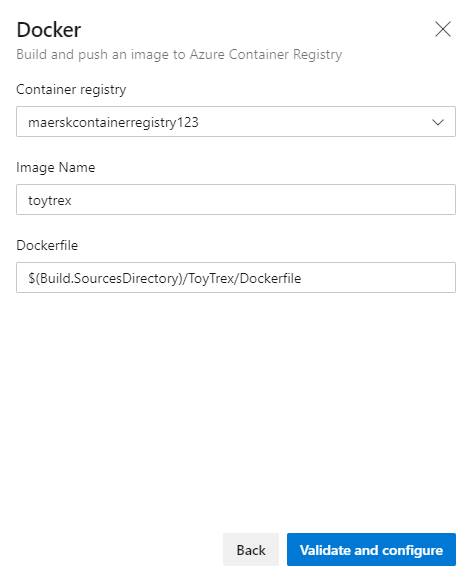 Docker
Build and push an image to Azure Container Registry
Container registry
maerskcontainerregistry123
Image Name
toytrex
Dockerfile
$(Build.SourcesDirectory)/ToyTrex/Dockerfile
Back
Validate and configure